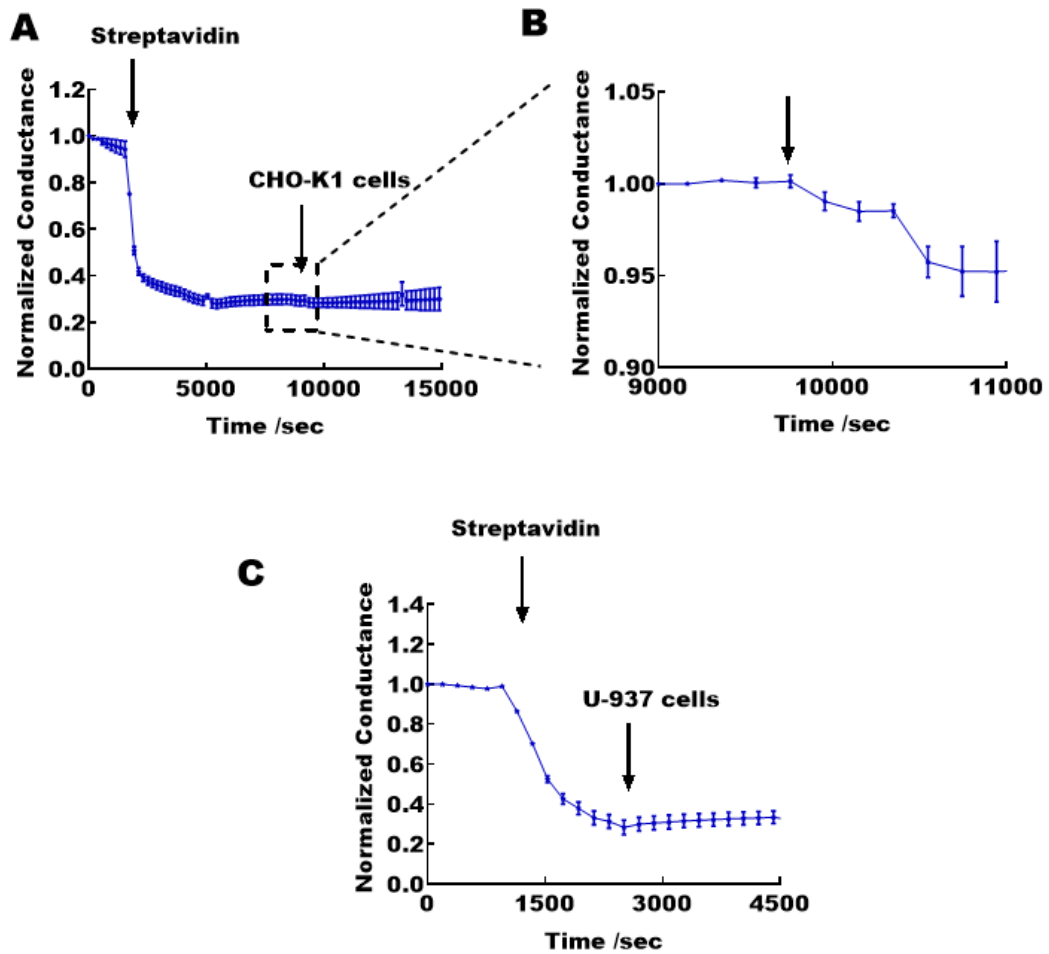 A
Streptavidin
CHO-K1 cells
Normalized Conductance
1.2
1.0
0.8
0.6
0.4
0.2
0.0
0 5000 10000 15000
Time /sec
B
Normalized Conductance
1.05
1.00
0.95
0.90
9000 10000 11000
Time /sec
C
Streptavidin
U-937 cells
Normalized Conductance
1.4
1.2
1.0
0.8
0.6
0.4
0.2
0.0
0 1500 3000 4500
Time /sec